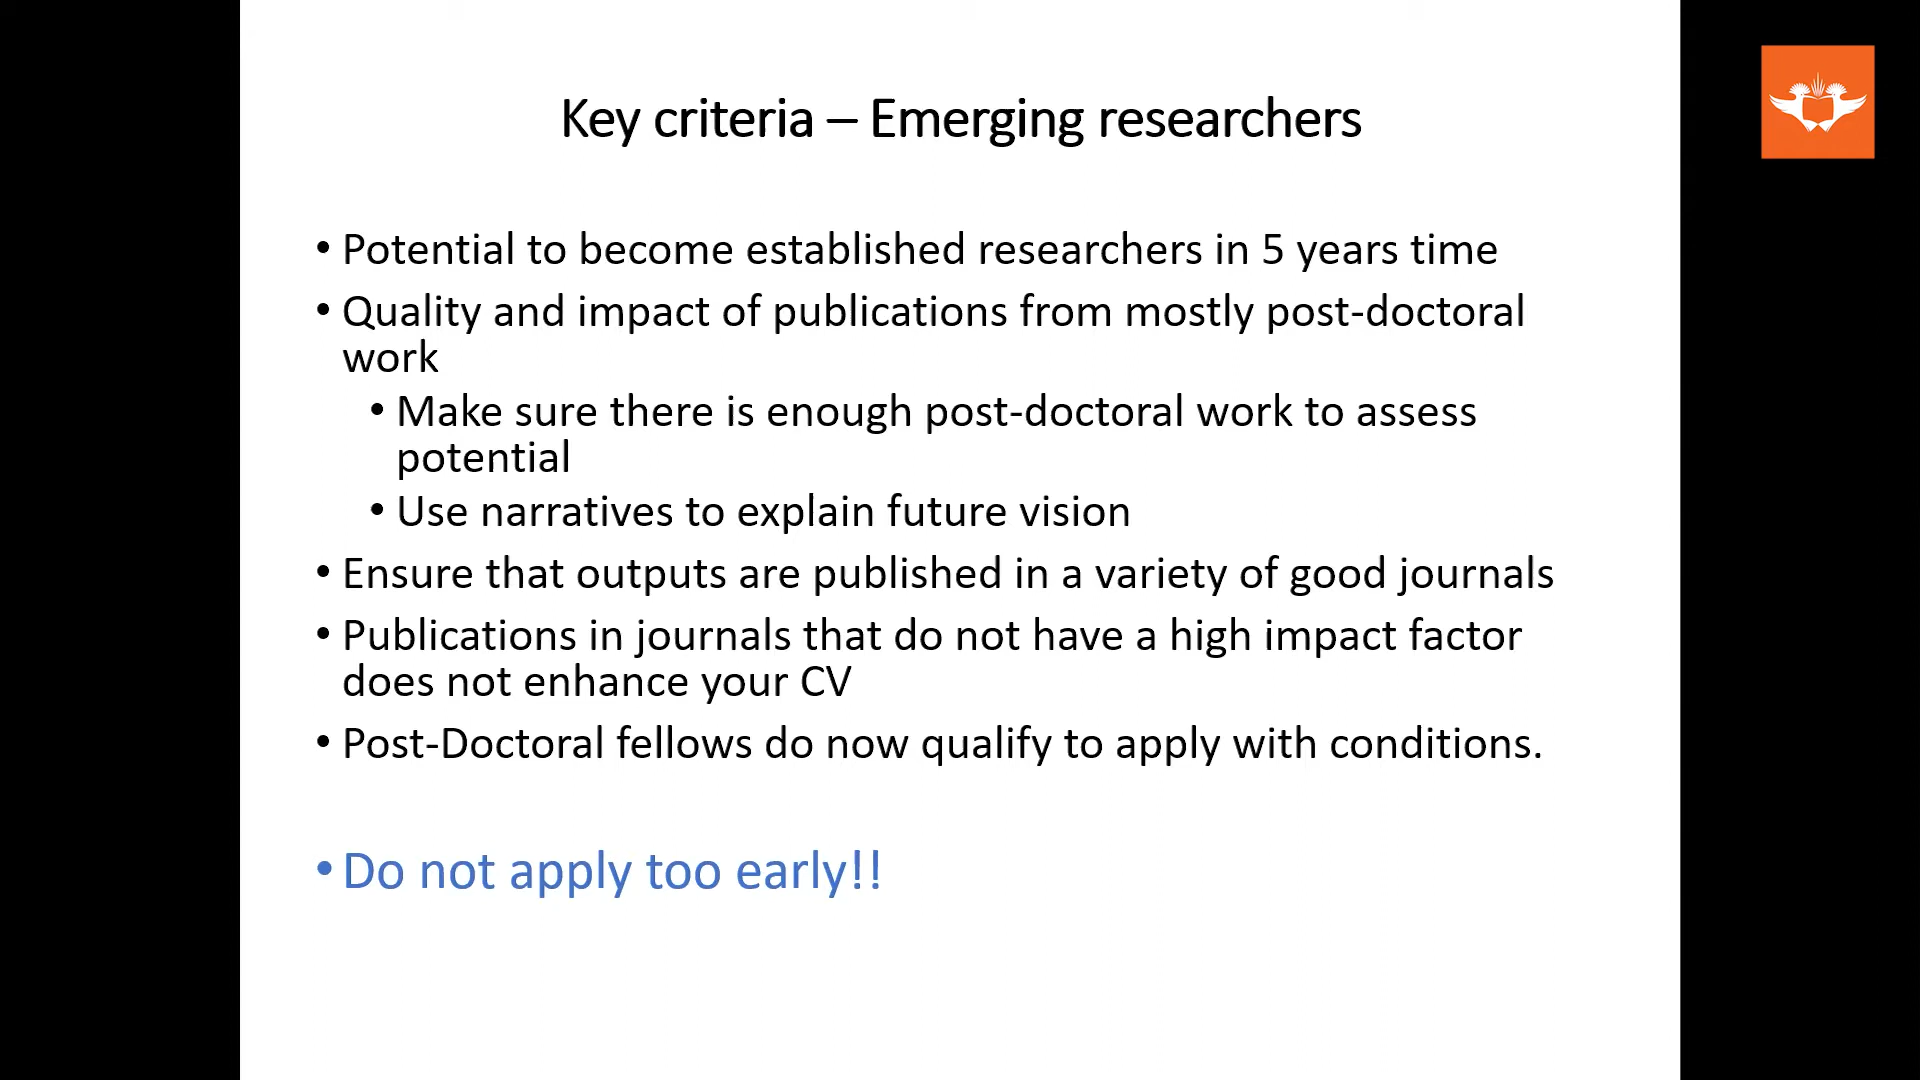 Key criteria – Emerging researchers
• Potential to become established researchers in 5 years time
• Quality and impact of publications from mostly post-doctoral
work
• Make sure there is enough post-doctoral work to assess
potential
• Use narratives to explain future vision
• Ensure that outputs are published in a variety of good journals
• Publications in journals that do not have a high impact factor
does not enhance your CV
• Post-Doctoral fellows do now qualify to apply with conditions.
• Do not apply too early!!